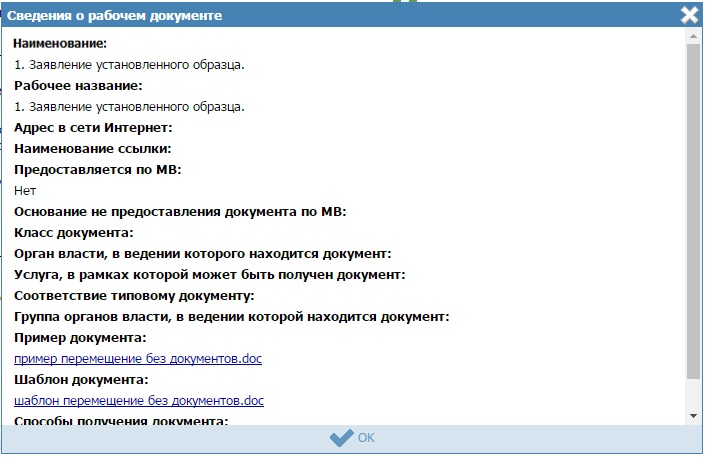 Сведения о рабочем документе
Наименование:
1. Заявление установленного образца.
Рабочее название:
1. Заявление установленного образца.
Адрес в сети Интернет:
Наименование ссылки:
Предоставляется по МВ:
Нет
Основание не предоставления документа по МВ:
Класс документа:
Орган власти, в ведении которого находится документ:
Услуга, в рамках которой может быть получен документ:
Соответствие типовому документу:
Группа органов власти, в ведении которой находится документ:
Пример документа:
пример перемещение без документов.doc
Шаблон документа:
шаблон перемещение без документов.doc
Способы получения документа:
OK